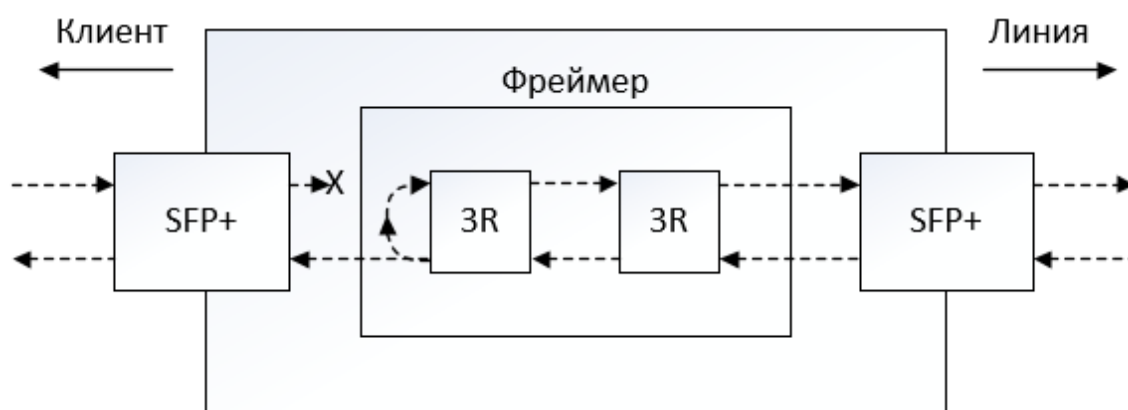 Клиент
Линия
Фреймер
SFP+
X
3R
3R
SFP+